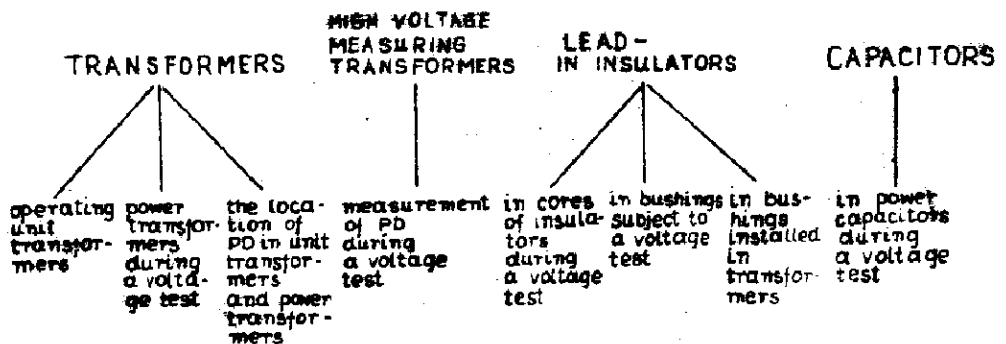 TRANSFORMERS
HIGH VOLTAGE
MEASURING
TRANSFORMERS
LEAD-
IN INSULATORS
CAPACITORS
operating
unit
transfor-
mers
power
transfor-
mers
during
a volta-
ge test
the loca-
tion of
PD in unit
transfor-
mers
and power
transfor-
mers
measurement
of PD
during
a voltage
test
in cores
of insula-
tors
during
a voltage
test
in bushings
subject to
a voltage
test
in bus-
hings
installed
in
transfor-
mers
in power
capacitors
during
a voltage
test